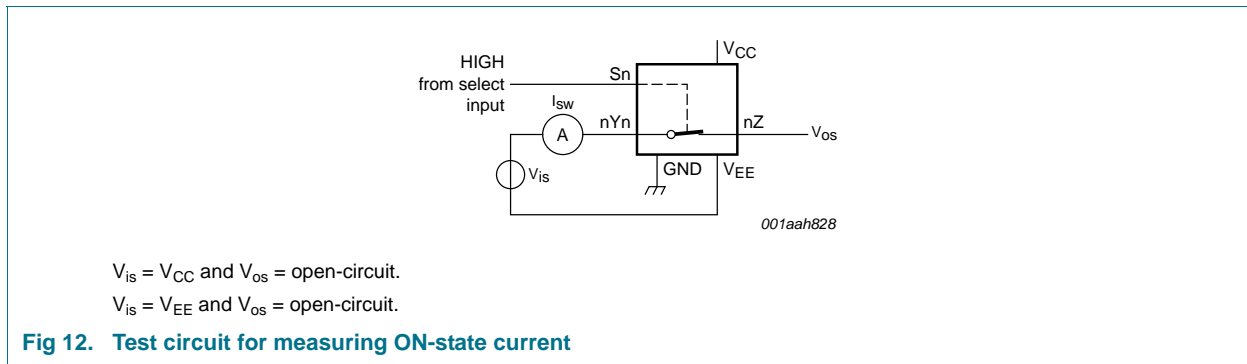 VCC
HIGH
from select
input
Sn
Isw
A
nYn
nZ
Vos
Vis
GND
VEE
001aah828
Vis = VCC and Vos = open-circuit.
Vis = VEE and Vos = open-circuit.
Fig 12. Test circuit for measuring ON-state current